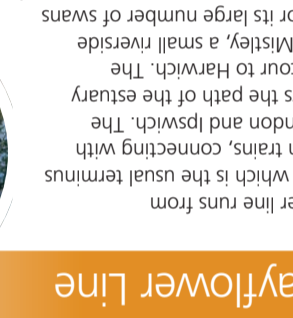 ayflower Line
er line runs from
which is the usual terminus
n trains, connecting with
ndon and Ipswich. The
s the path of the estuary
tour to Harwich. The
Mistley, a small riverside
or its large number of swans